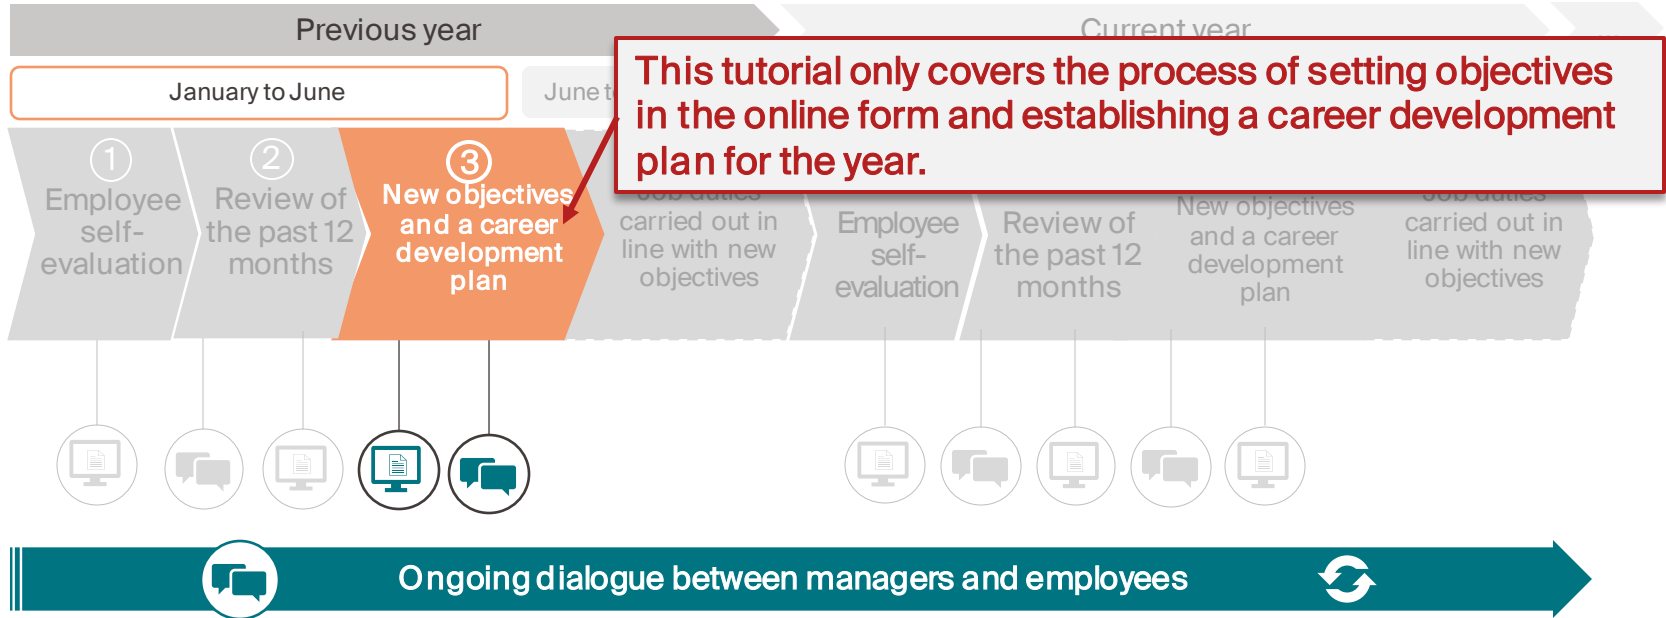 Previous year
Current year
January to June
June
This tutorial only covers the process of setting objectives
in the online form and establishing a career development
plan for the year.
1
Employee
self-
evaluation
2
Review of
the past 12
months
3
New objectives
and a career
development
plan
Job duties
carried out in
line with new
objectives
Employee
self-
evaluation
Review of
the past 12
months
New objectives
and a career
development
plan
Job duties
carried out in
line with new
objectives
Ongoing dialogue between managers and employees